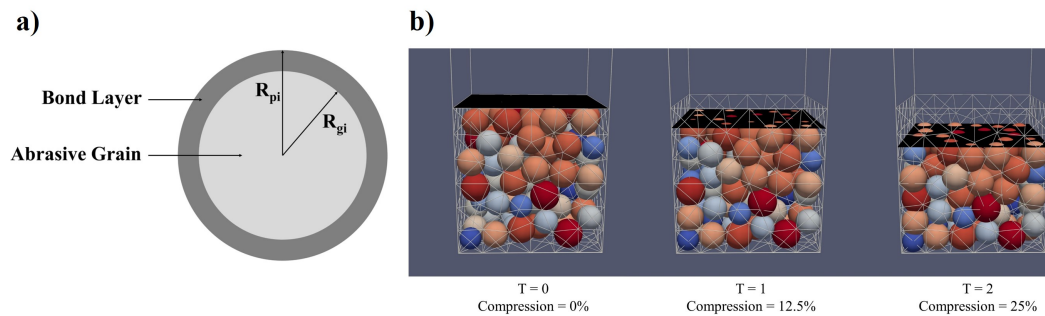 a)
Bond Layer
Abrasive Grain
R_pi
R_gi
b)
T = 0
Compression = 0%
T = 1
Compression = 12.5%
T = 2
Compression = 25%